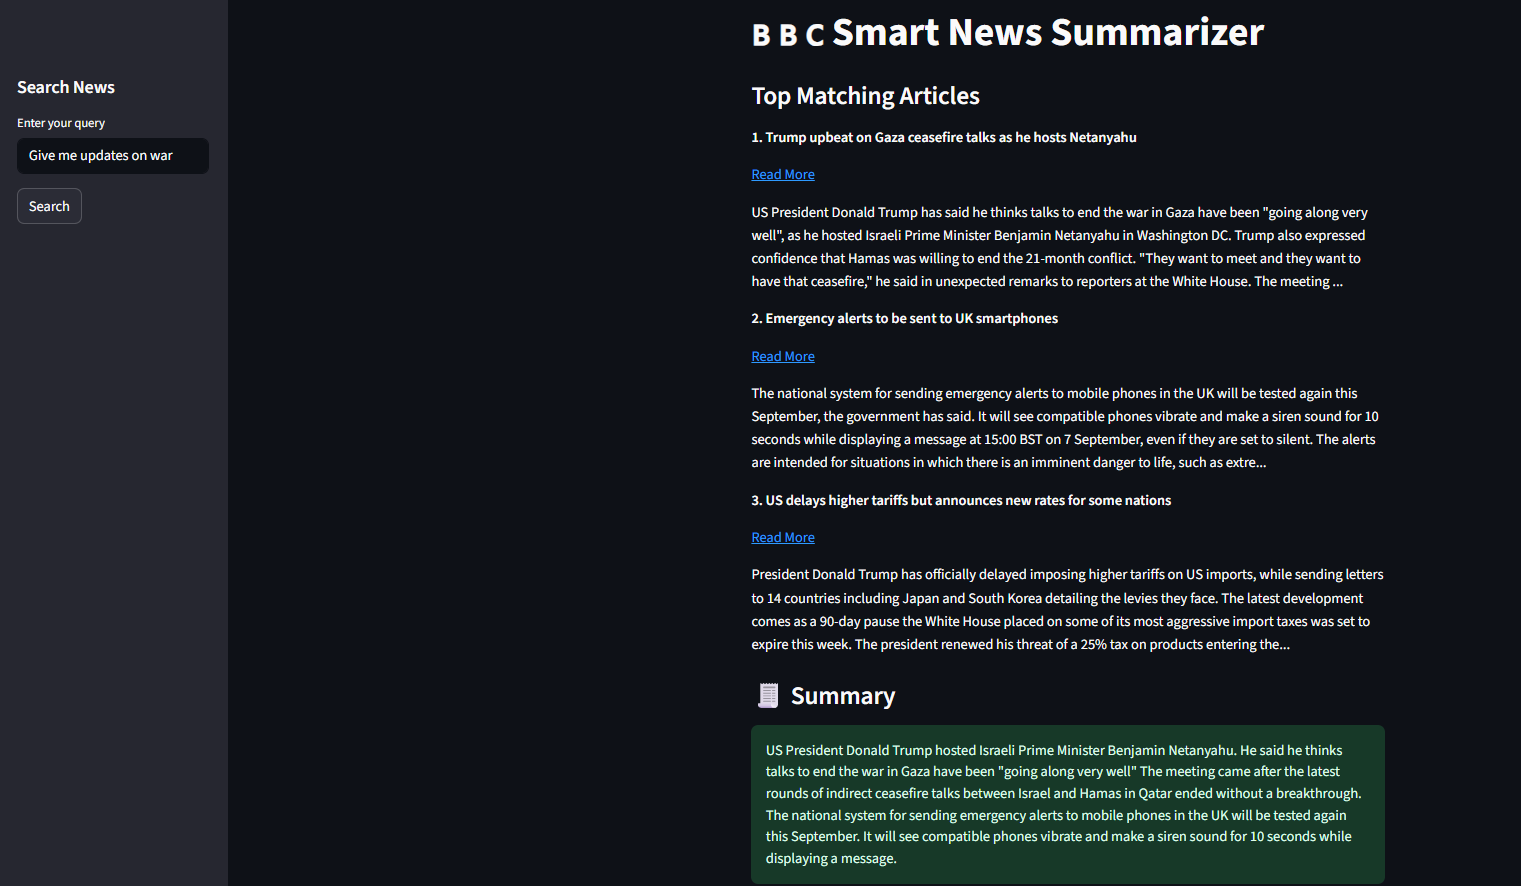 Search News
Enter your query
Give me updates on war
Search
B B C Smart News Summarizer
Top Matching Articles
1. Trump upbeat on Gaza ceasefire talks as he hosts Netanyahu
Read More
US President Donald Trump has said he thinks talks to end the war in Gaza have been "going along very
well", as he hosted Israeli Prime Minister Benjamin Netanyahu in Washington DC. Trump also expressed
confidence that Hamas was willing to end the 21-month conflict. "They want to meet and they want to
have that ceasefire," he said in unexpected remarks to reporters at the White House. The meeting ...
2. Emergency alerts to be sent to UK smartphones
Read More
The national system for sending emergency alerts to mobile phones in the UK will be tested again this
September, the government has said. It will see compatible phones vibrate and make a siren sound for 10
seconds while displaying a message at 15:00 BST on 7 September, even if they are set to silent. The alerts
are intended for situations in which there is an imminent danger to life, such as extre...
3. US delays higher tariffs but announces new rates for some nations
Read More
President Donald Trump has officially delayed imposing higher tariffs on US imports, while sending letters
to 14 countries including Japan and South Korea detailing the levies they face. The latest development
comes as a 90-day pause the White House placed on some of its most aggressive import taxes was set to
expire this week. The president renewed his threat of a 25% tax on products entering the...
Summary
US President Donald Trump hosted Israeli Prime Minister Benjamin Netanyahu. He said he thinks
talks to end the war in Gaza have been "going along very well" The meeting came after the latest
rounds of indirect ceasefire talks between Israel and Hamas in Qatar ended without a breakthrough.
The national system for sending emergency alerts to mobile phones in the UK will be tested again
this September. It will see compatible phones vibrate and make a siren sound for 10 seconds while
displaying a message.